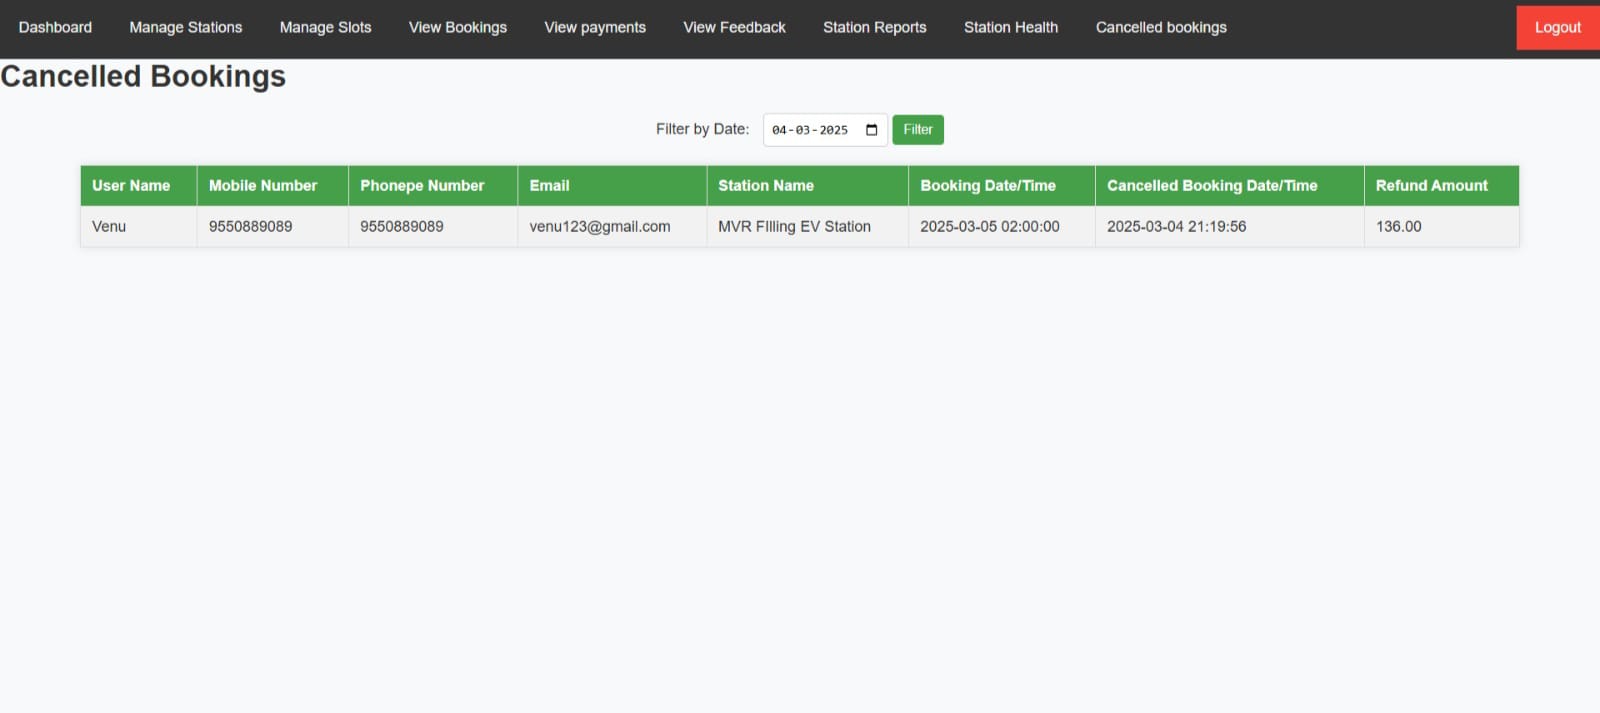 Dashboard Manage Stations Manage Slots View Bookings View payments View Feedback Station Reports Station Health Cancelled bookings Logout
Cancelled Bookings
Filter by Date: 04-03-2025 Filter
User Name Mobile Number Phonepe Number Email Station Name Booking Date/Time Cancelled Booking Date/Time Refund Amount
Venu 9550889089 9550889089 venu123@gmail.com MVR FIlling EV Station 2025-03-05 02:00:00 2025-03-04 21:19:56 136.00